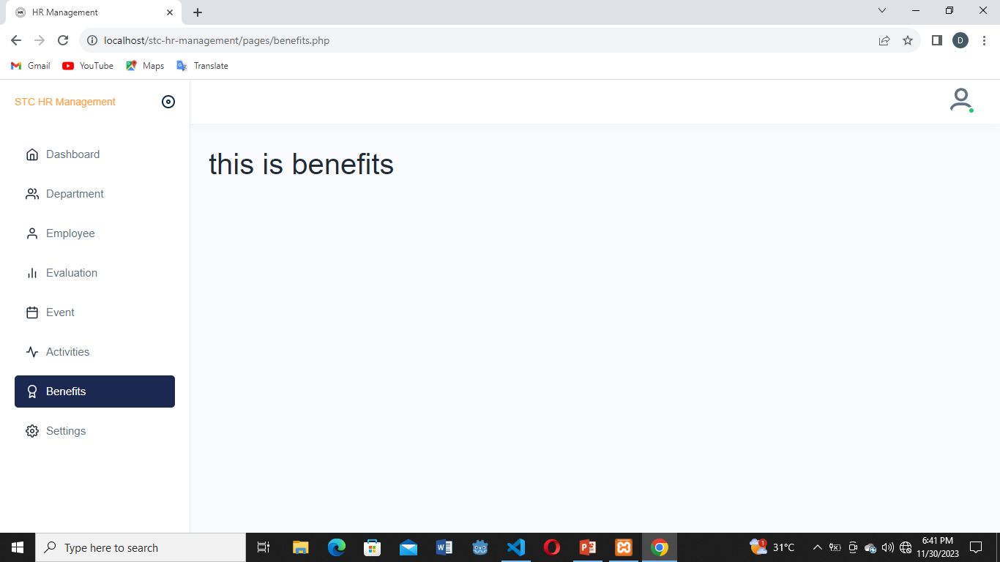 HR Management
localhost/stc-hr-management/pages/benefits.php
D
Gmail
YouTube
Maps
Translate
STC HR Management
Dashboard
Department
Employee
Evaluation
Event
Activities
Benefits
Settings
this is benefits
Type here to search
1
31°C
6:41 PM
11/30/2023